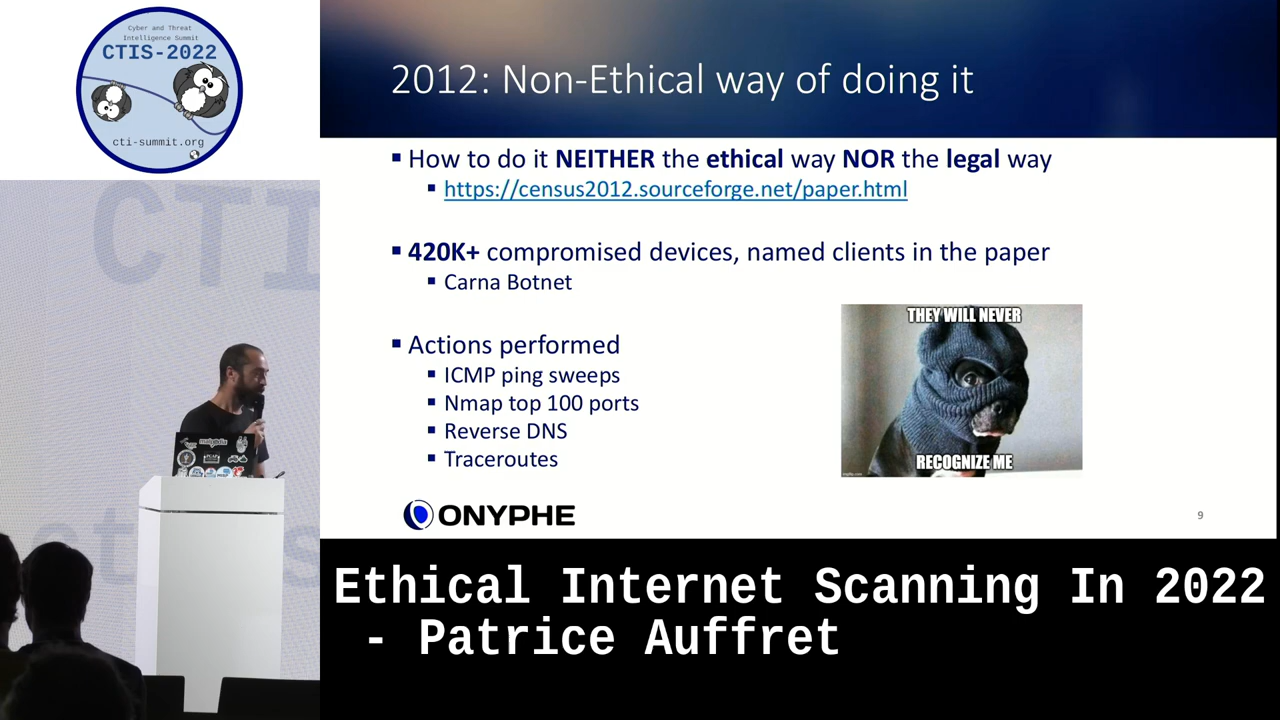 Cyber and Threat
Intelligence Summit
CTIS-2022
cti-summit.org
2012: Non-Ethical way of doing it
▪ How to do it NEITHER the ethical way NOR the legal way
▪ https://census2012.sourceforge.net/paper.html
▪ 420K+ compromised devices, named clients in the paper
▪ Carna Botnet
▪ Actions performed
▪ ICMP ping sweeps
▪ Nmap top 100 ports
▪ Reverse DNS
▪ Traceroutes
THEY WILL NEVER
RECOGNIZE ME
ONYPHE
9
CTI
Ethical Internet Scanning In 2022
- Patrice Auffret